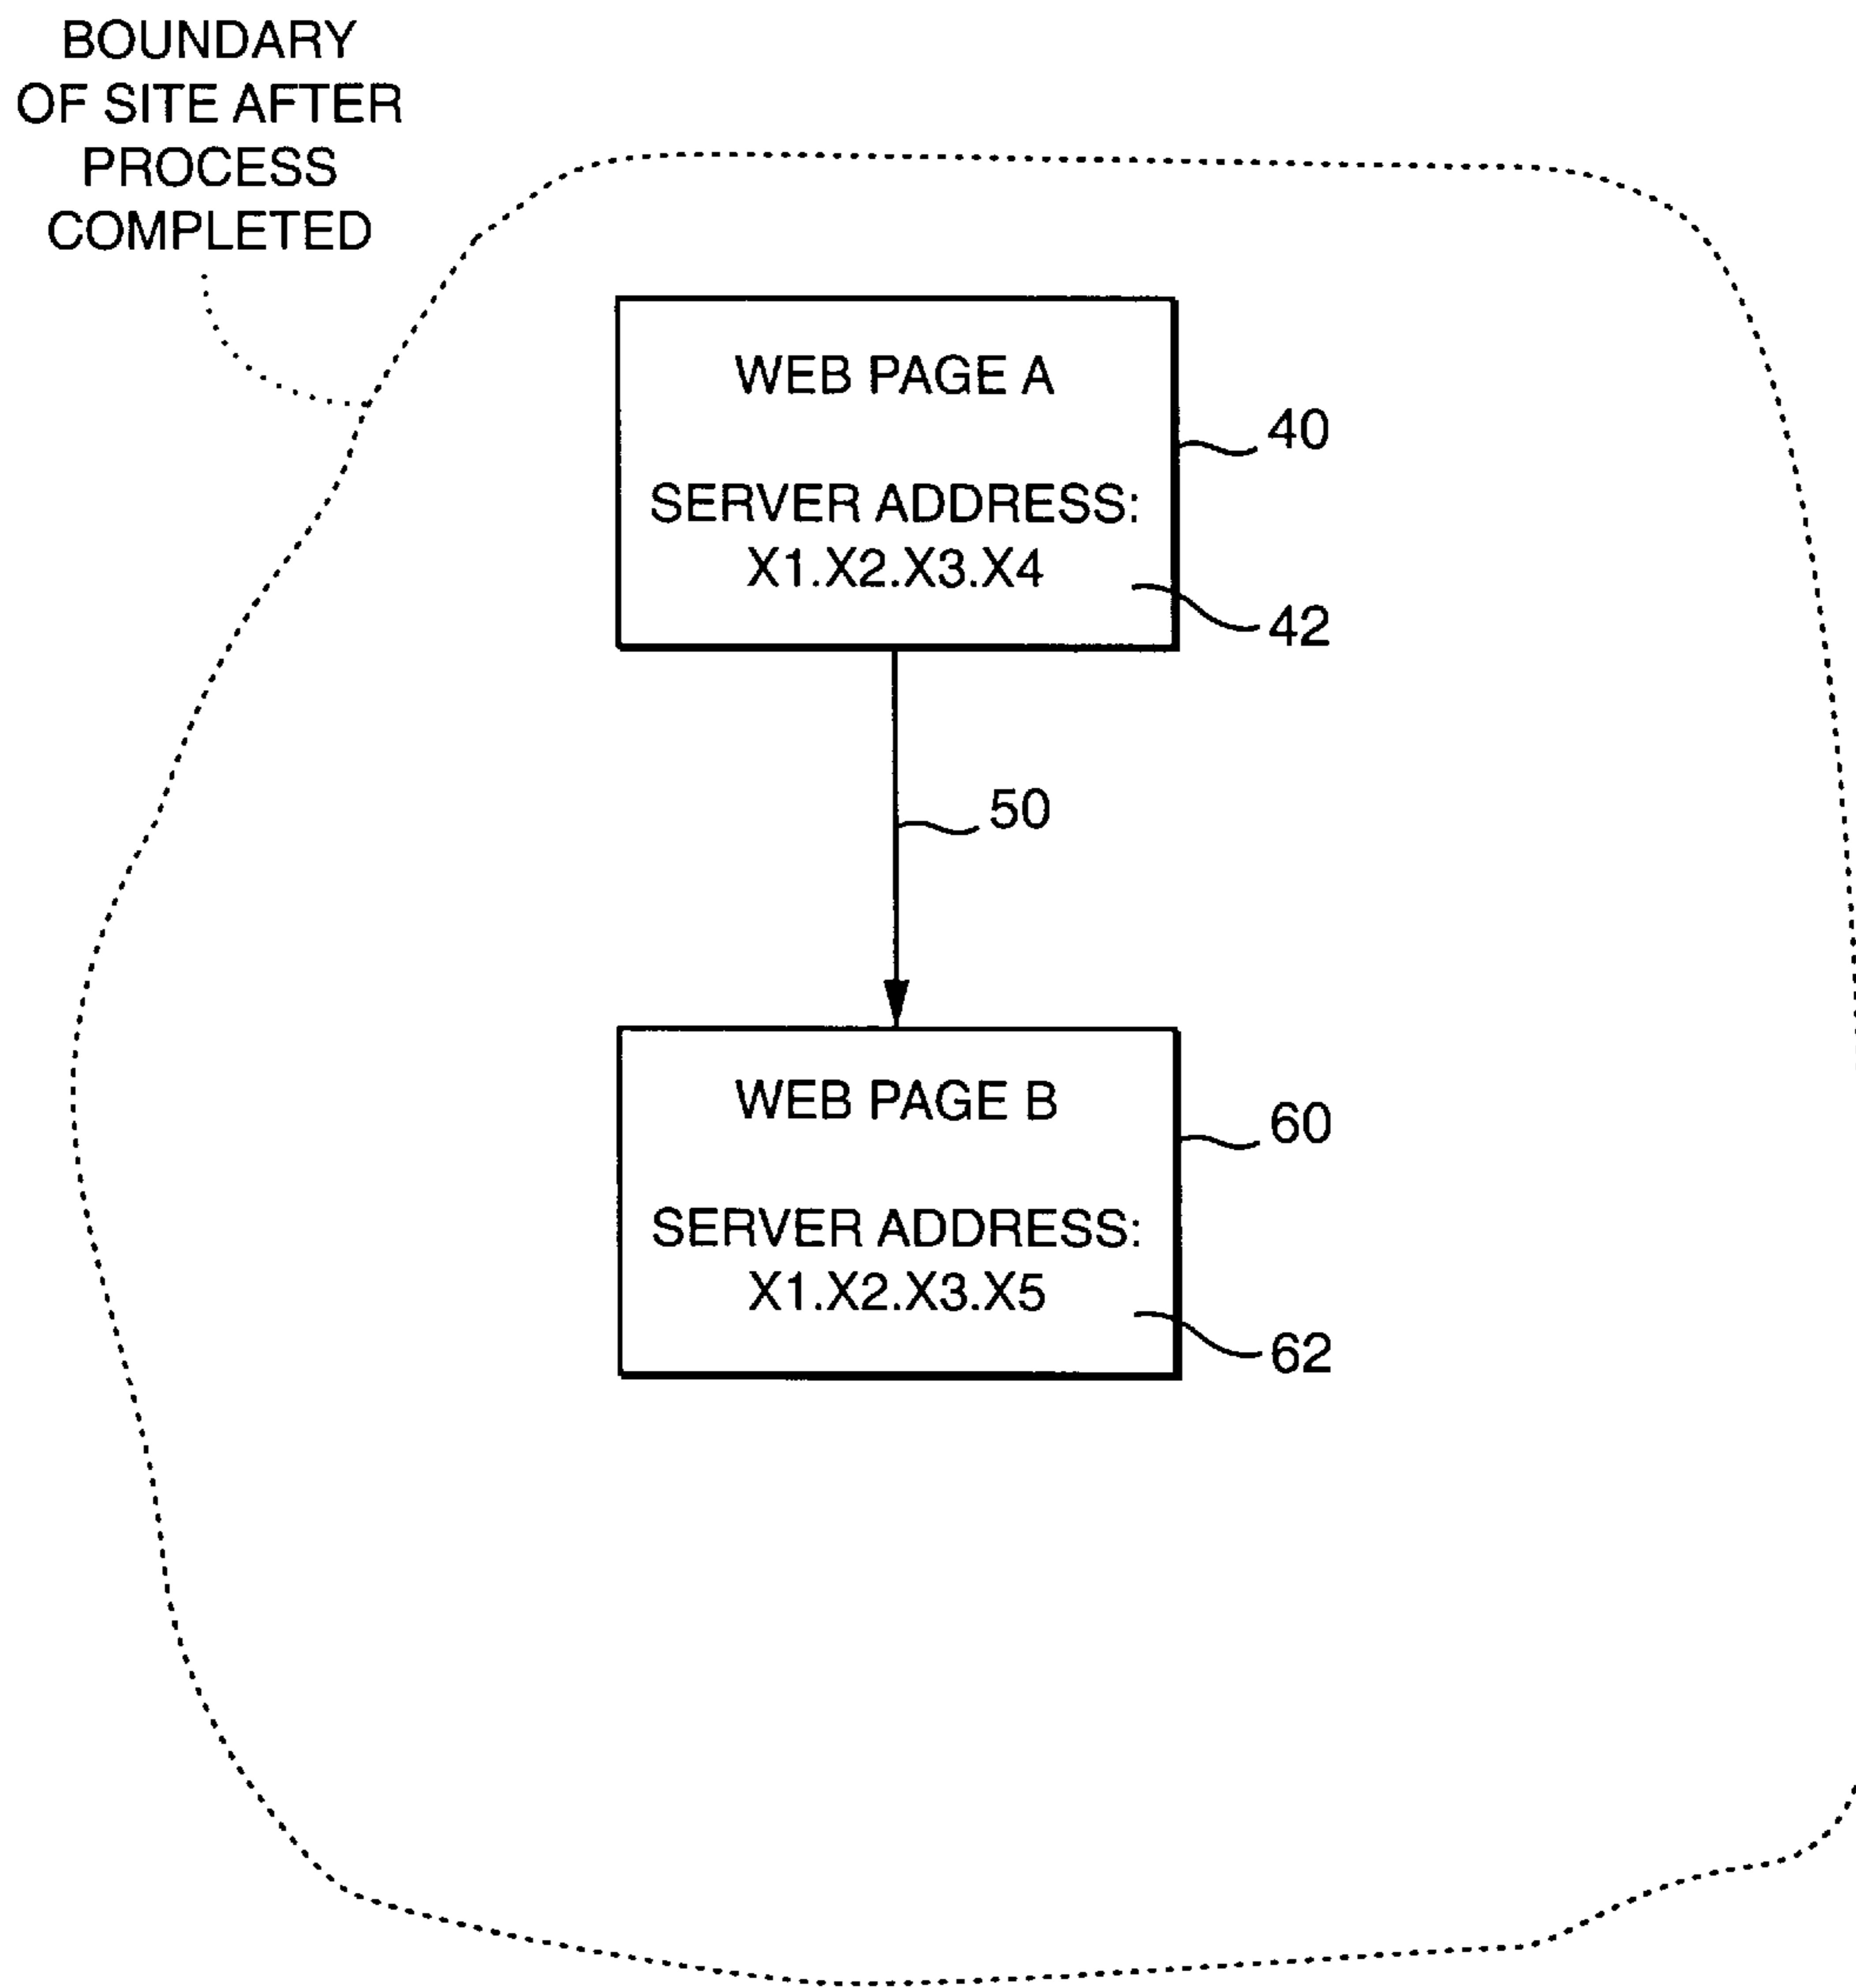 BOUNDARY
OF SITE AFTER
PROCESS
COMPLETED
WEB PAGE A
40
SERVER ADDRESS:
X1.X2.X3.X4
42
50
WEB PAGE B
60
SERVER ADDRESS:
X1.X2.X3.X5
62